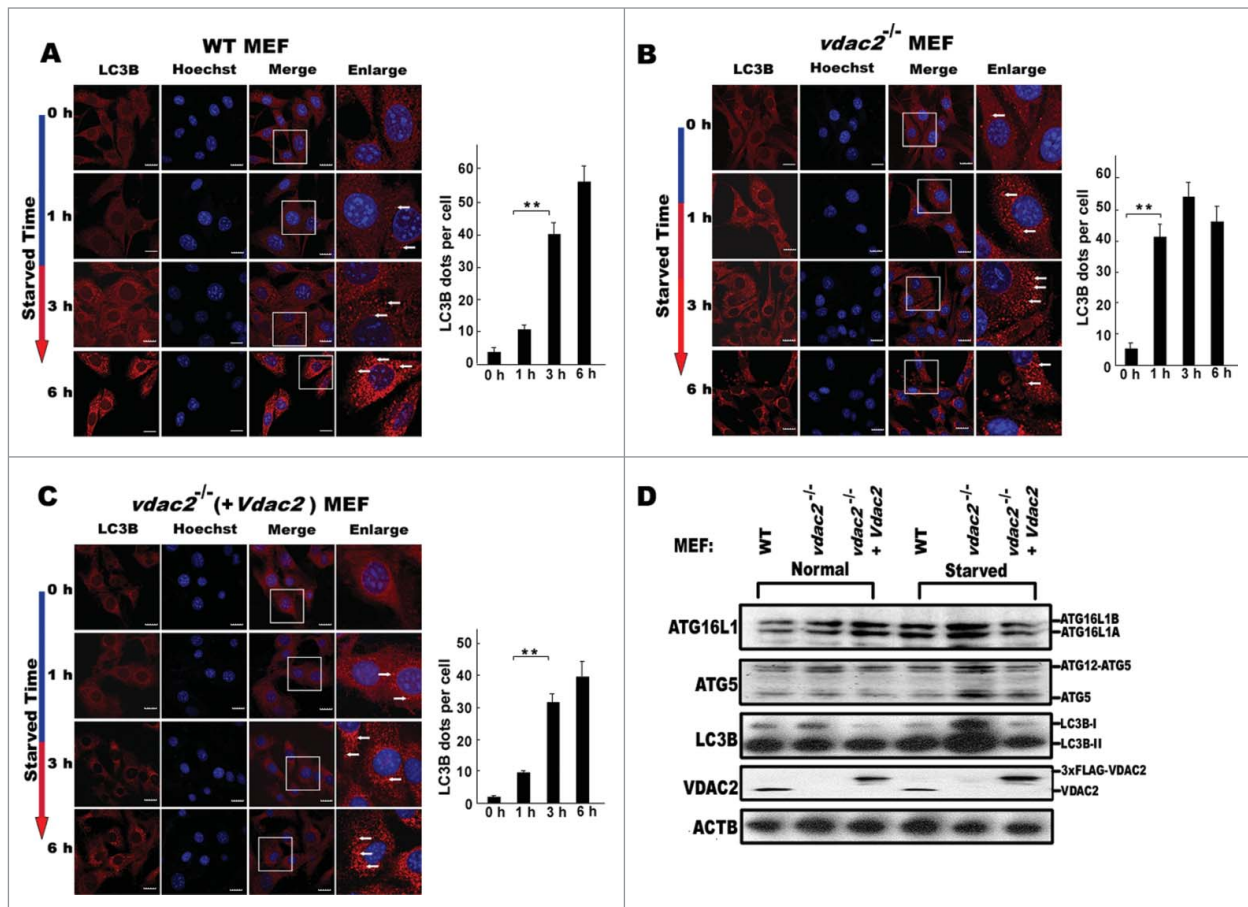 A
WT MEF
LC3B Hoechst Merge Enlarge
Starved Time
0 h
1 h
3 h
6 h
LC3B dots per cell
60
50
40
30
20
10
0
**
0 h 1 h 3 h 6 h
B
vdac2-/- MEF
LC3B Hoechst Merge Enlarge
Starved Time
0 h
1 h
3 h
6 h
LC3B dots per cell
60
50
40
30
20
10
0
**
0 h 1 h 3 h 6 h
C
vdac2-/-(+Vdac2) MEF
LC3B Hoechst Merge Enlarge
Starved Time
0 h
1 h
3 h
6 h
LC3B dots per cell
50
40
30
20
10
0
**
0 h 1 h 3 h 6 h
D
MEF: WT vdac2-/- vdac2-/- + Vdac2 WT vdac2-/- vdac2-/- + Vdac2
Normal Starved
ATG16L1 ATG16L1B
ATG16L1A
ATG5 ATG12-ATG5
ATG5
LC3B LC3B-I
LC3B-II
VDAC2 3xFLAG-VDAC2
VDAC2
ACTB